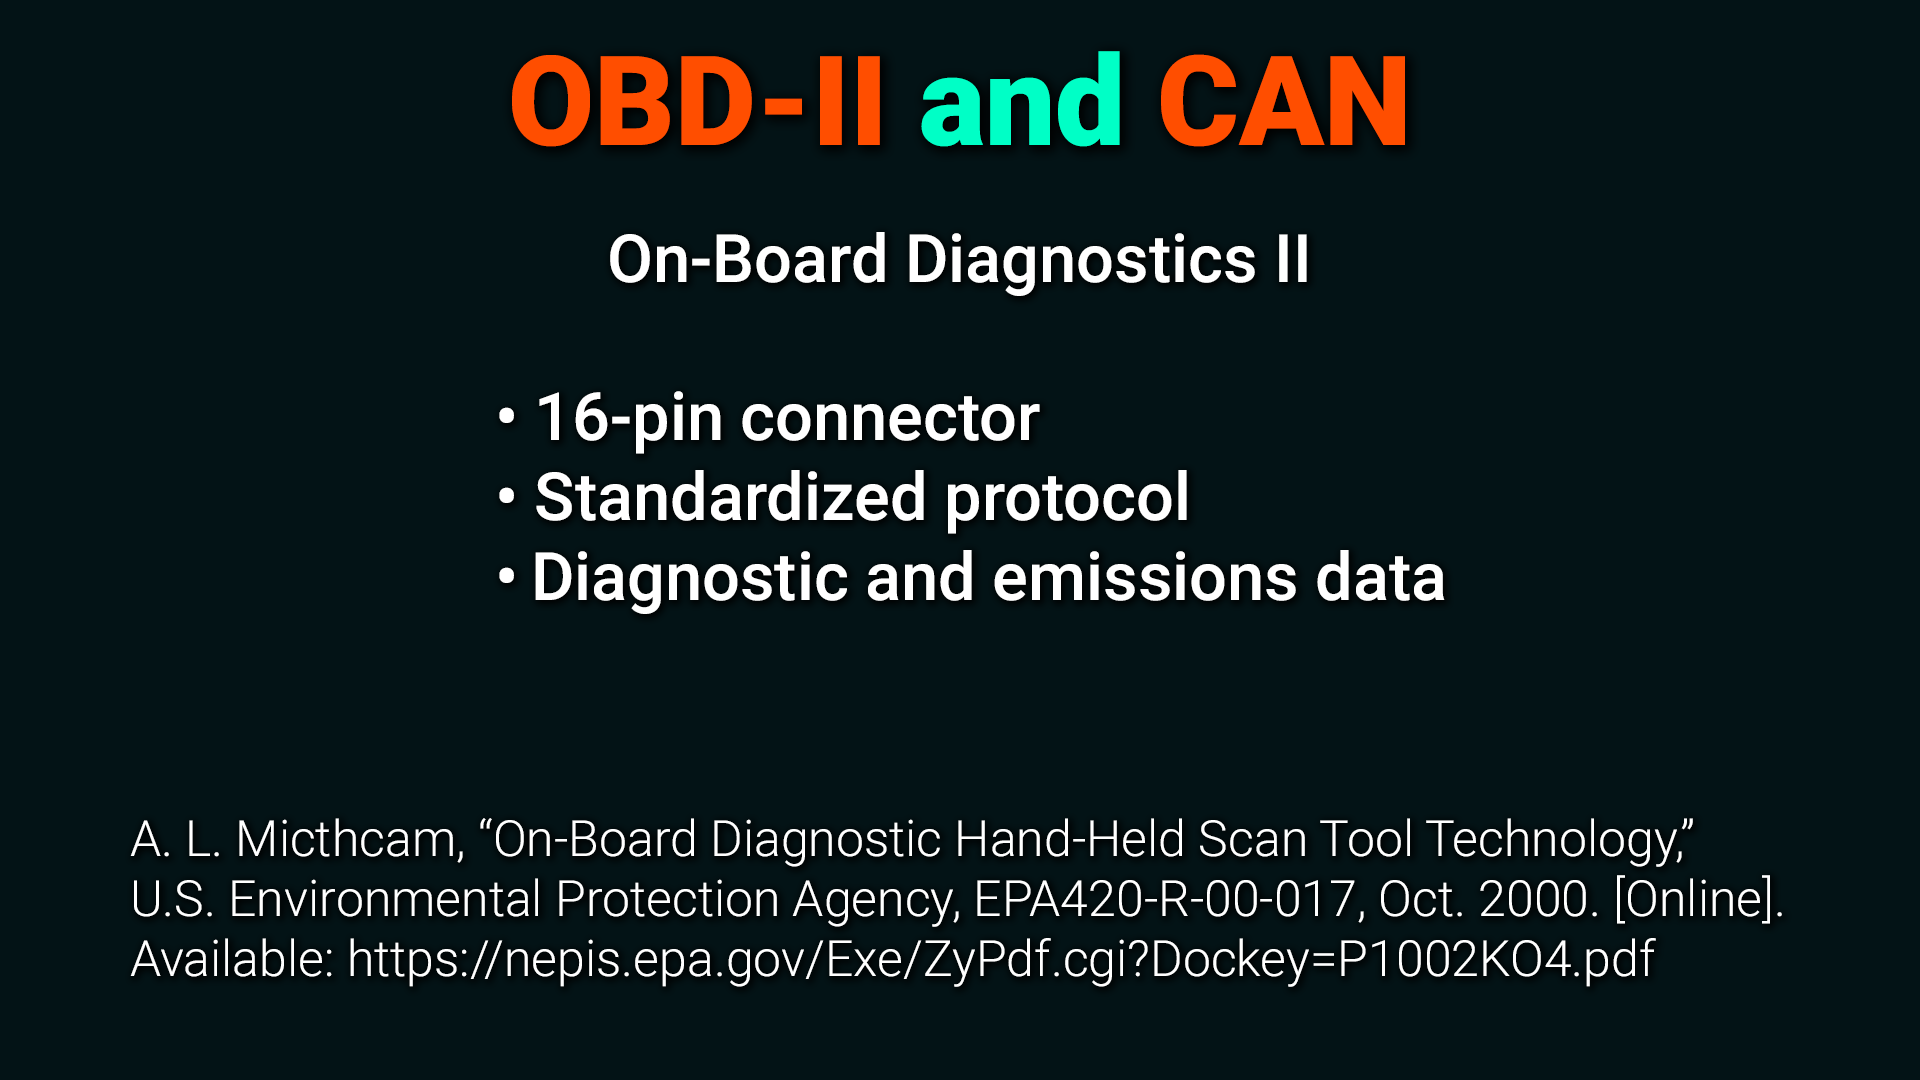 OBD-II and CAN
On-Board Diagnostics II
• 16-pin connector
• Standardized protocol
• Diagnostic and emissions data
A. L. Micthcam, “On-Board Diagnostic Hand-Held Scan Tool Technology,”
U.S. Environmental Protection Agency, EPA420-R-00-017, Oct. 2000. [Online].
Available: https://nepis.epa.gov/Exe/ZyPdf.cgi?Dockey=P1002KO4.pdf